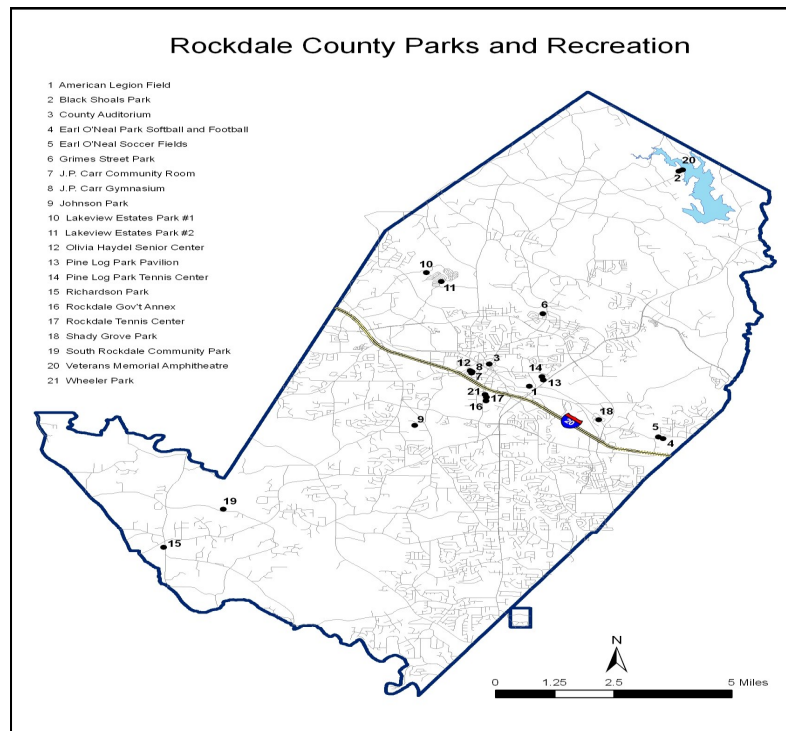 Rockdale County Parks and Recreation
1 American Legion Field
2 Black Shoals Park
3 County Auditorium
4 Earl O'Neal Park Softball and Football
5 Earl O'Neal Soccer Fields
6 Grimes Street Park
7 J.P. Carr Community Room
8 J.P. Carr Gymnasium
9 Johnson Park
10 Lakeview Estates Park #1
11 Lakeview Estates Park #2
12 Olivia Haydel Senior Center
13 Pine Log Park Pavilion
14 Pine Log Park Tennis Center
15 Richardson Park
16 Rockdale Gov't Annex
17 Rockdale Tennis Center
18 Shady Grove Park
19 South Rockdale Community Park
20 Veterans Memorial Amphitheatre
21 Wheeler Park
20
2
10
11
6
12 8 3
7
14
13
1
21 17
16
18
20
9
5
4
19
15
N
0 1.25 2.5 5 Miles